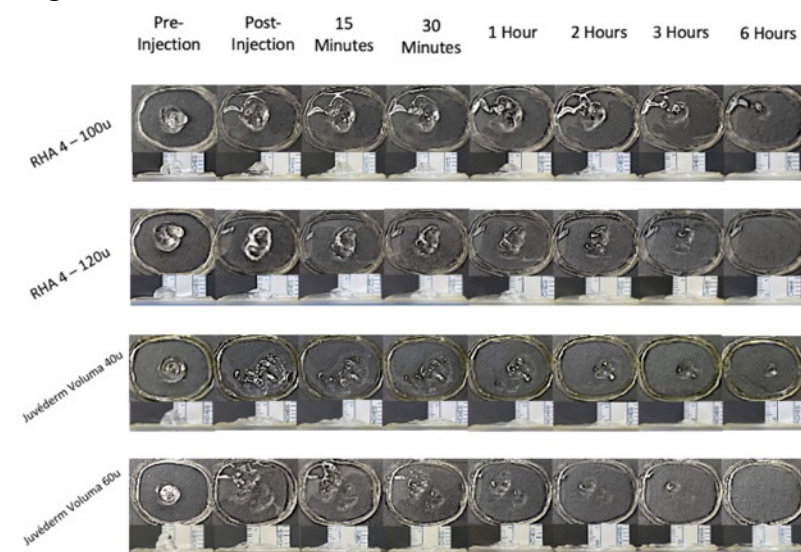 Pre-
Injection
Post-
Injection
15
Minutes
30
Minutes
1 Hour
2 Hours
3 Hours
6 Hours
RHA 4 – 100u
RHA 4 – 120u
Juvéderm Voluma 40u
Juvéderm Voluma 60u